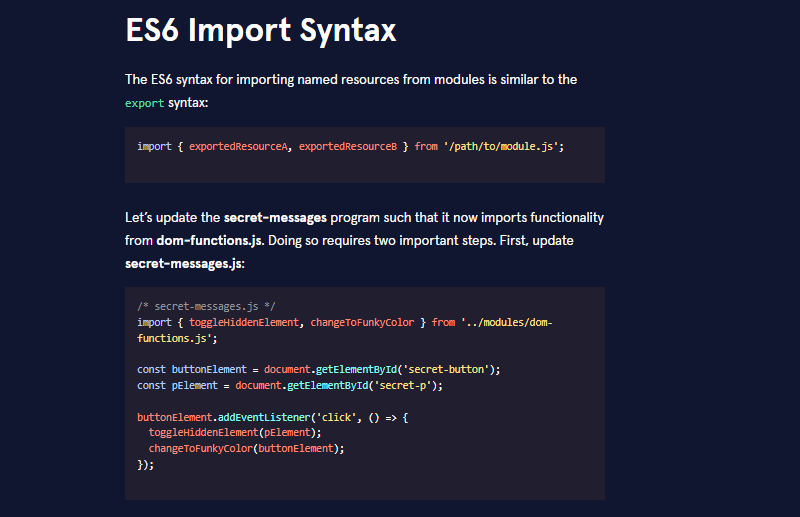 ES6 Import Syntax
The ES6 syntax for importing named resources from modules is similar to the
export syntax:
import { exportedResourceA, exportedResourceB } from '/path/to/module.js';
Let’s update the secret-messages program such that it now imports functionality
from dom-functions.js. Doing so requires two important steps. First, update
secret-messages.js:
/* secret-messages.js */
import { toggleHiddenElement, changeToFunkyColor } from '../modules/dom-
functions.js';
const buttonElement = document.getElementById('secret-button');
const pElement = document.getElementById('secret-p');
buttonElement.addEventListener('click', () => {
  toggleHiddenElement(pElement);
  changeToFunkyColor(buttonElement);
});